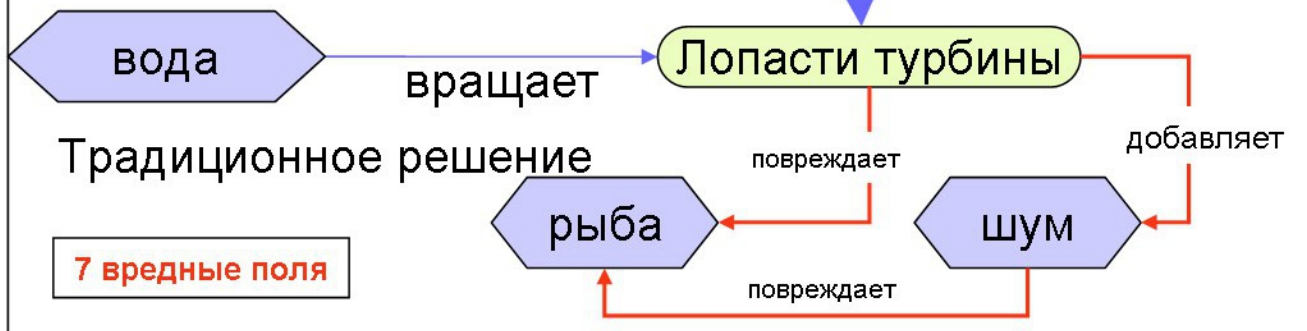 вода
вращает
Лопасти турбины
добавляет
Традиционное решение
повреждает
рыба
шум
7 вредные поля
повреждает